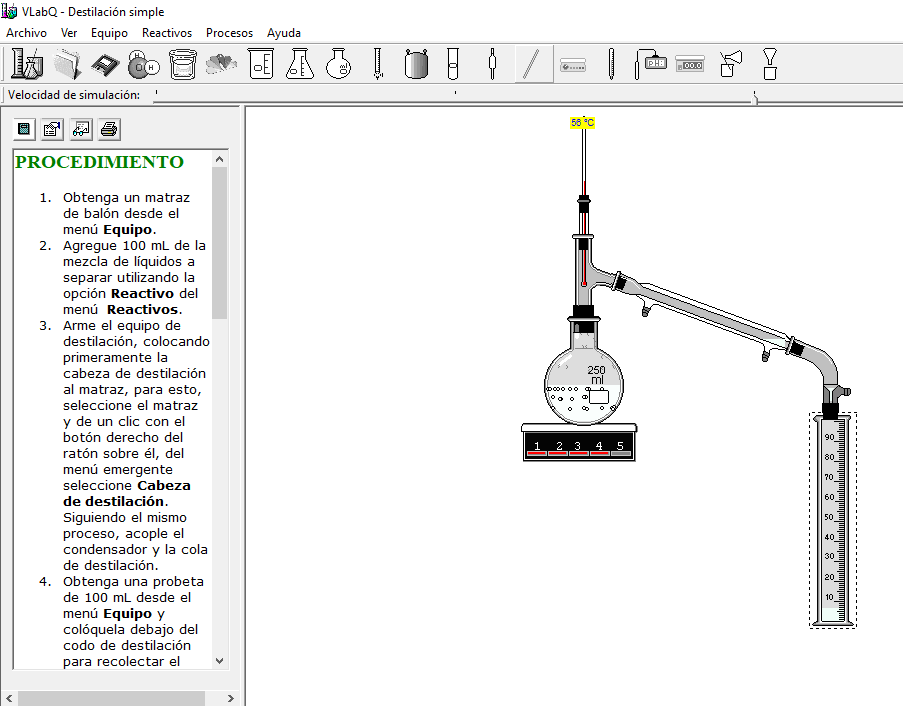 VLabQ - Destilación simple
Archivo Ver Equipo Reactivos Procesos Ayuda
Velocidad de simulación:
PROCEDIMIENTO
1. Obtenga un matraz
de balón desde el
menú Equipo.
2. Agregue 100 mL de la
mezcla de líquidos a
separar utilizando la
opción Reactivo del
menú Reactivos.
3. Arme el equipo de
destilación, colocando
primeramente la
cabeza de destilación
al matraz, para esto,
seleccione el matraz
y de un clic con el
botón derecho del
ratón sobre él, del
menú emergente
seleccione Cabeza
de destilación.
Siguiendo el mismo
proceso, acople el
condensador y la cola
de destilación.
4. Obtenga una probeta
de 100 mL desde el
menú Equipo y
colóquela debajo del
codo de destilación
para recolectar el
56 °C
250
ml
1 2 3 4 5
90
80
70
60
50
40
30
20
10